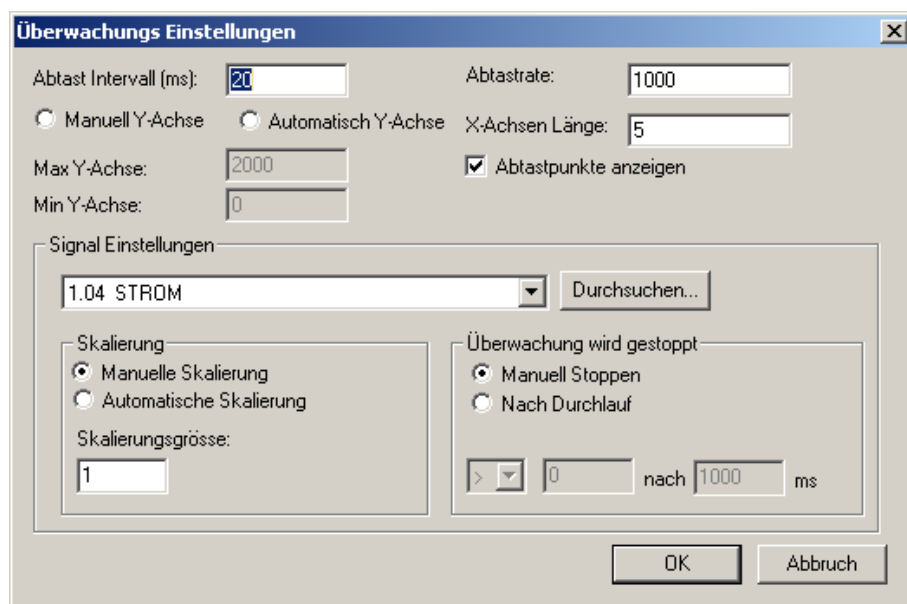 Überwachungs Einstellungen
Abtast Intervall (ms): 20 Abtastrate: 1000
Manuell Y-Achse Automatisch Y-Achse X-Achsen Länge: 5
Max Y-Achse: 2000 Abtastpunkte anzeigen
Min Y-Achse: 0
Signal Einstellungen
1.04 STROM Durchsuchen...
Skalierung Überwachung wird gestoppt
Manuelle Skalierung Manuell Stoppen
Automatische Skalierung Nach Durchlauf
Skalierungsgrösse:
1 > 0 nach 1000 ms
OK Abbruch